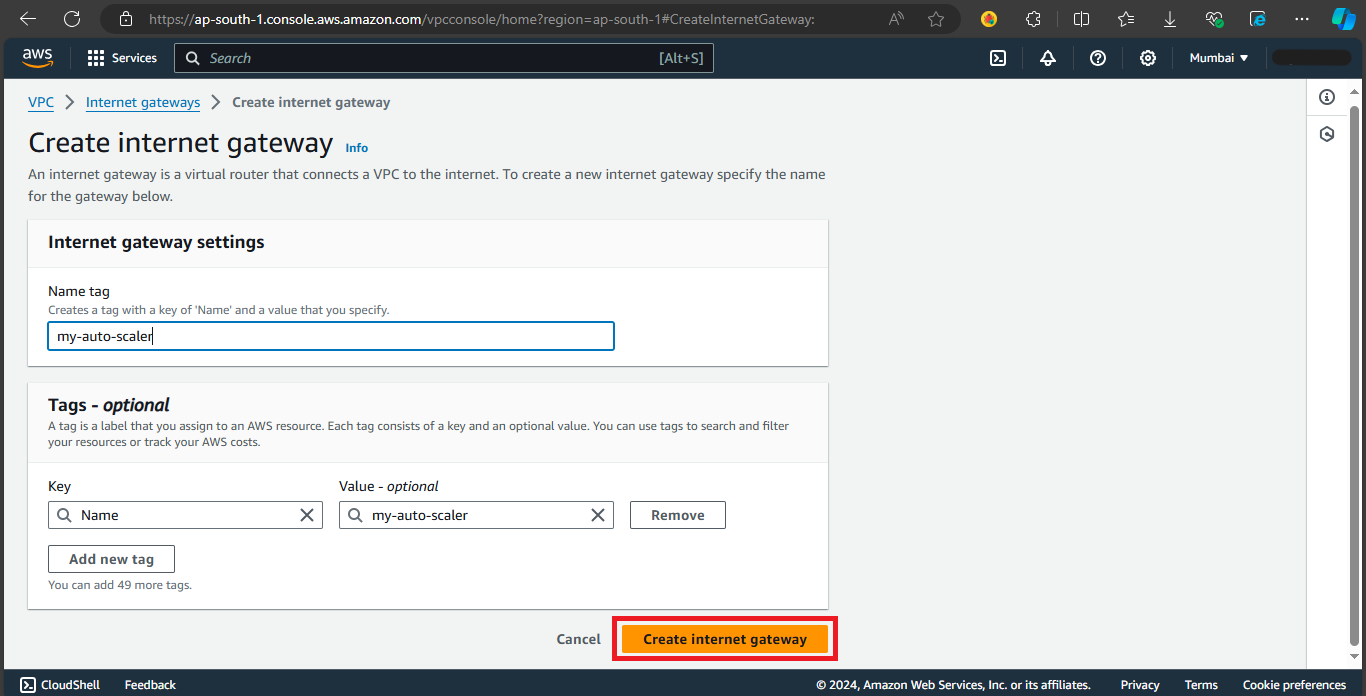 https://ap-south-1.console.aws.amazon.com/vpcconsole/home?region=ap-south-1#CreateInternetGateway:
aws Services Search [Alt+S] Mumbai
VPC Internet gateways Create internet gateway
Create internet gateway Info
An internet gateway is a virtual router that connects a VPC to the internet. To create a new internet gateway specify the name
for the gateway below.
Internet gateway settings
Name tag
Creates a tag with a key of 'Name' and a value that you specify.
my-auto-scaler
Tags - optional
A tag is a label that you assign to an AWS resource. Each tag consists of a key and an optional value. You can use tags to search and filter
your resources or track your AWS costs.
Key Value - optional
Name my-auto-scaler Remove
Add new tag
You can add 49 more tags.
Cancel Create internet gateway
CloudShell Feedback © 2024, Amazon Web Services, Inc. or its affiliates. Privacy Terms Cookie preferences